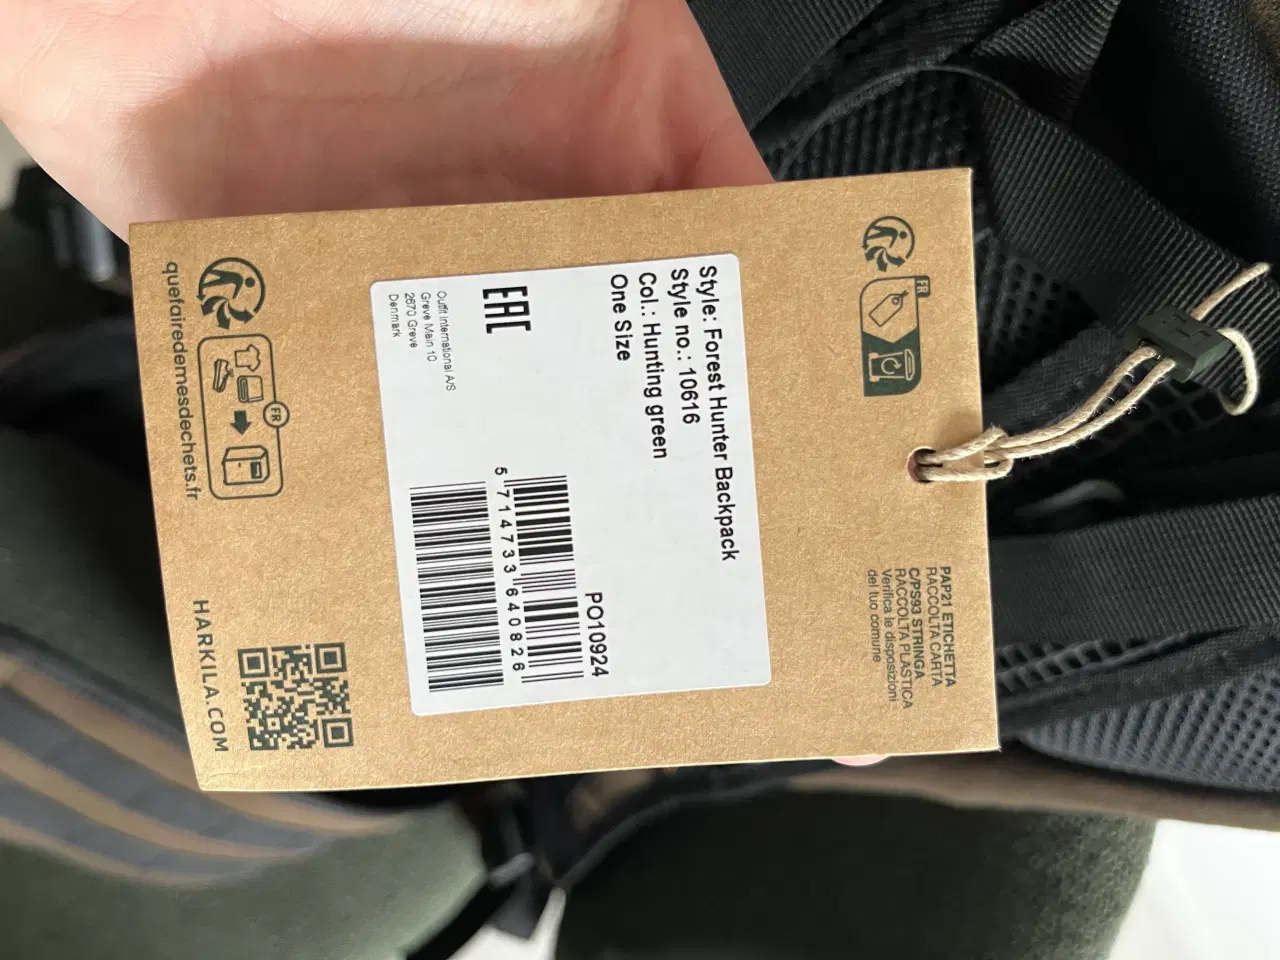 PAP21 ETICHETTA
RACCOLTA CARTA
C/PS93 STRINGA
RACCOLTA PLASTICA
Verifica le disposizioni
del tuo comune
FR
Style: Forest Hunter Backpack
Style no.: 10616
Col.: Hunting green
One Size
PO10924
5 714733 640826
EAC
Outfit International A/S
Greve Main 10
2670 Greve
Denmark
FR
quefairedemesdechets.fr
HARKILA.COM